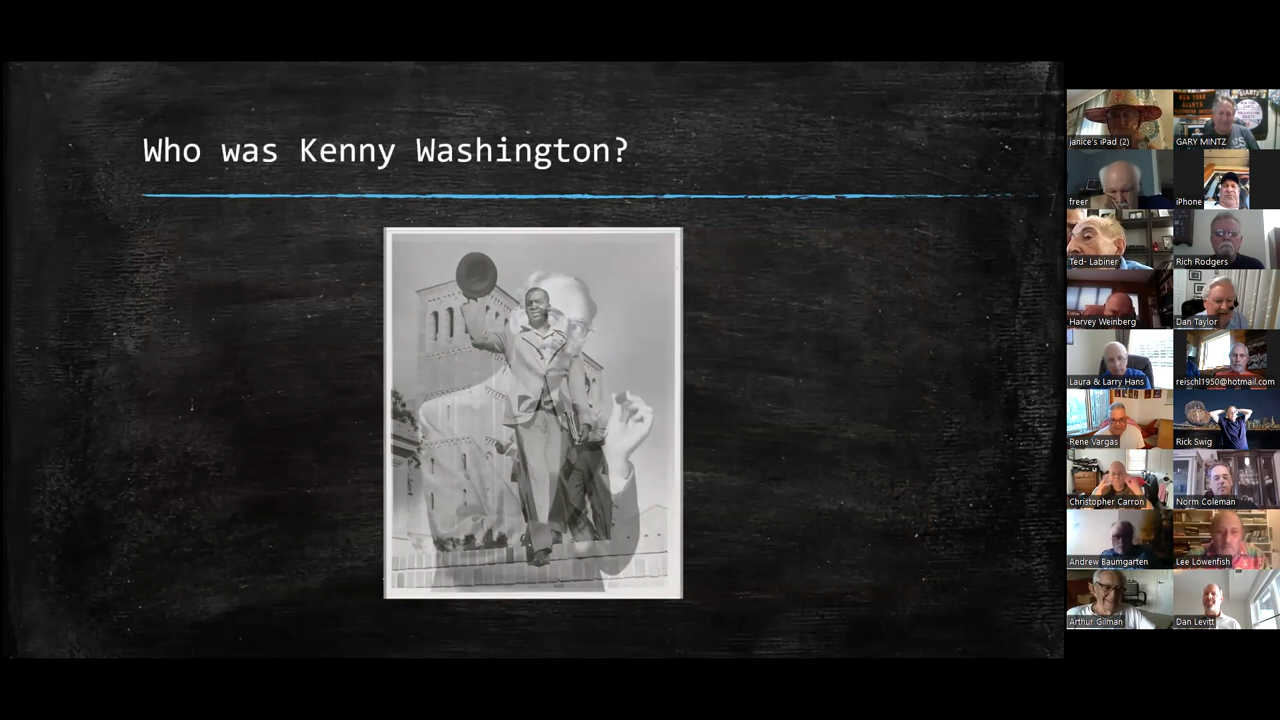 Who was Kenny Washington?
janice's iPad (2)
GARY MINTZ
freer
iPhone
Ted- Labiner
Rich Rodgers
Harvey Weinberg
Dan Taylor
Laura & Larry Hans
reischl1950@hotmail.com
Rene Vargas
Rick Swig
Christopher Carron
Norm Coleman
Andrew Baumgarten
Lee Lowenfish
Arthur Gilman
Dan Levitt